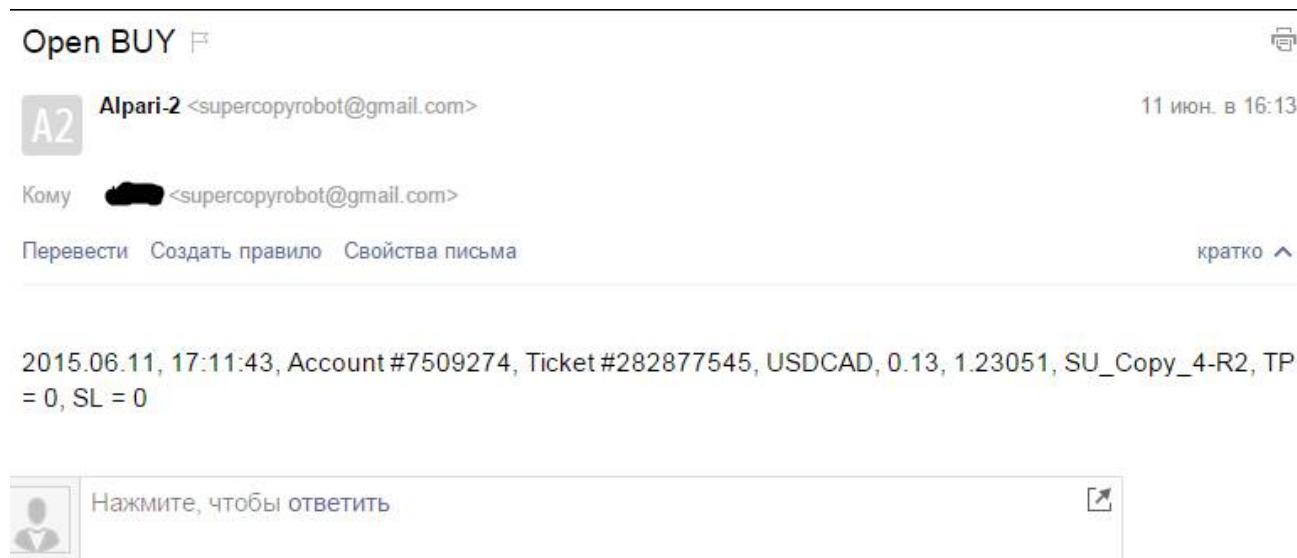 Open BUY
A2
Alpari-2 <supercopyrobot@gmail.com>
11 июн. в 16:13
Кому <supercopyrobot@gmail.com>
Перевести Создать правило Свойства письма кратко
2015.06.11, 17:11:43, Account #7509274, Ticket #282877545, USDCAD, 0.13, 1.23051, SU_Copy_4-R2, TP
= 0, SL = 0
Нажмите, чтобы ответить